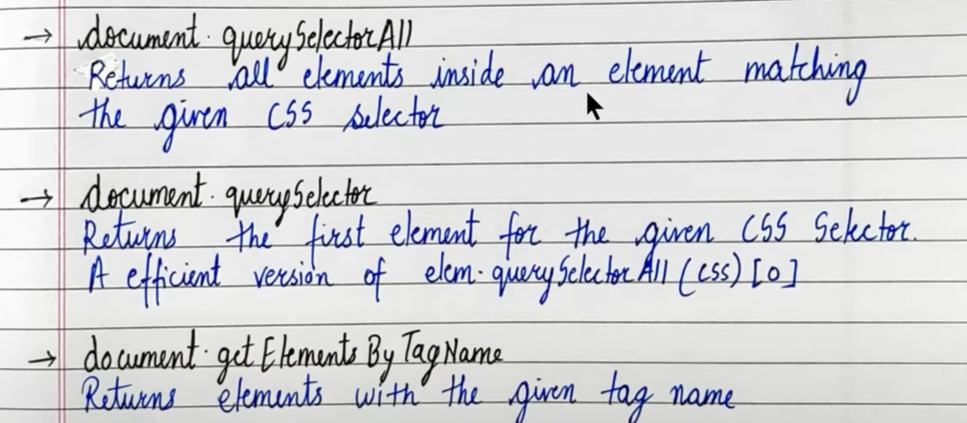 → document.querySelectorAll
Returns all elements inside an element matching
the given CSS selector
→ document.querySelector
Returns the first element for the given CSS Selector.
A efficient version of elem.querySelectorAll (css) [0]
→ document.getElementsByTagName
Returns elements with the given tag name